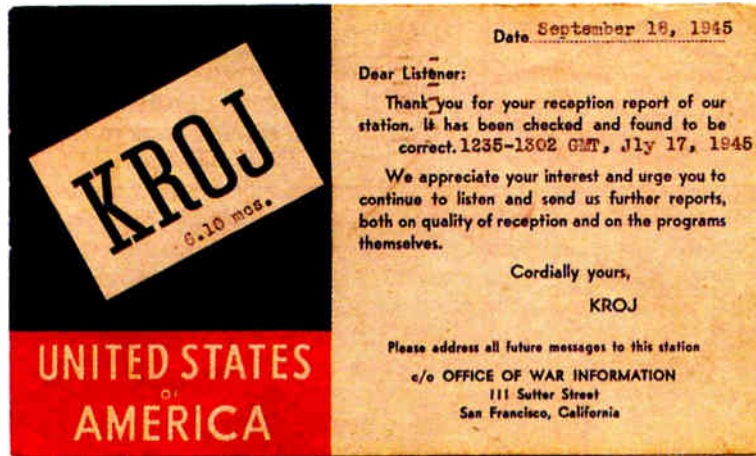 KROJ
6.10 mcs.
UNITED STATES
OF
AMERICA
Date September 18, 1945
Dear Listener:
Thank you for your reception report of our
station. It has been checked and found to be
correct. 1235-1302 GMT, Jly 17, 1945
We appreciate your interest and urge you to
continue to listen and send us further reports,
both on quality of reception and on the programs
themselves.
Cordially yours,
KROJ
Please address all future messages to this station
c/o OFFICE OF WAR INFORMATION
111 Sutter Street
San Francisco, California